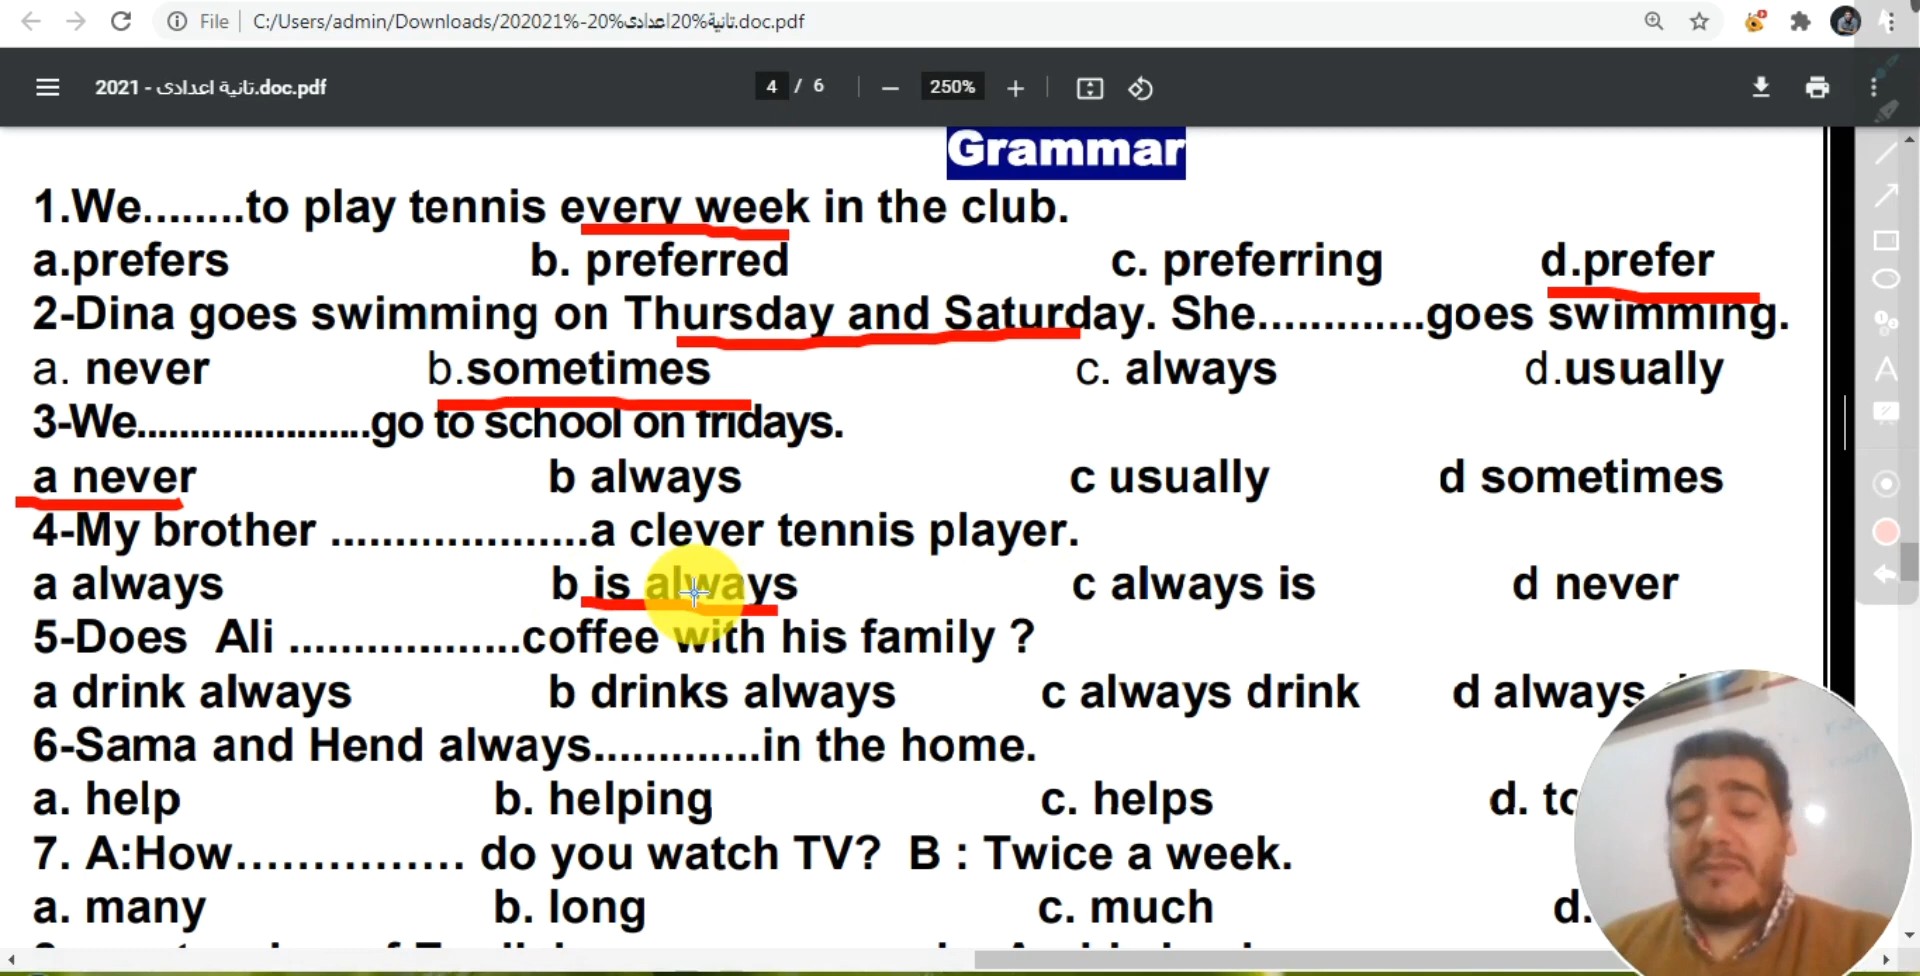 File C:/Users/admin/Downloads/202021%-20%تانية%20اعدادى.doc.pdf
2021 - تانية اعدادى.doc.pdf
4 / 6
250%
Grammar
1.We........to play tennis every week in the club.
a.prefers b. preferred c. preferring d.prefer
2-Dina goes swimming on Thursday and Saturday. She.............goes swimming.
a. never b.sometimes c. always d.usually
3-We......................go to school on fridays.
a never b always c usually d sometimes
4-My brother ....................a clever tennis player.
a always b is always c always is d never
5-Does Ali ..................coffee with his family ?
a drink always b drinks always c always drink d always
6-Sama and Hend always.............in the home.
a. help b. helping c. helps d.
7. A:How............... do you watch TV? B : Twice a week.
a. many b. long c. much d.